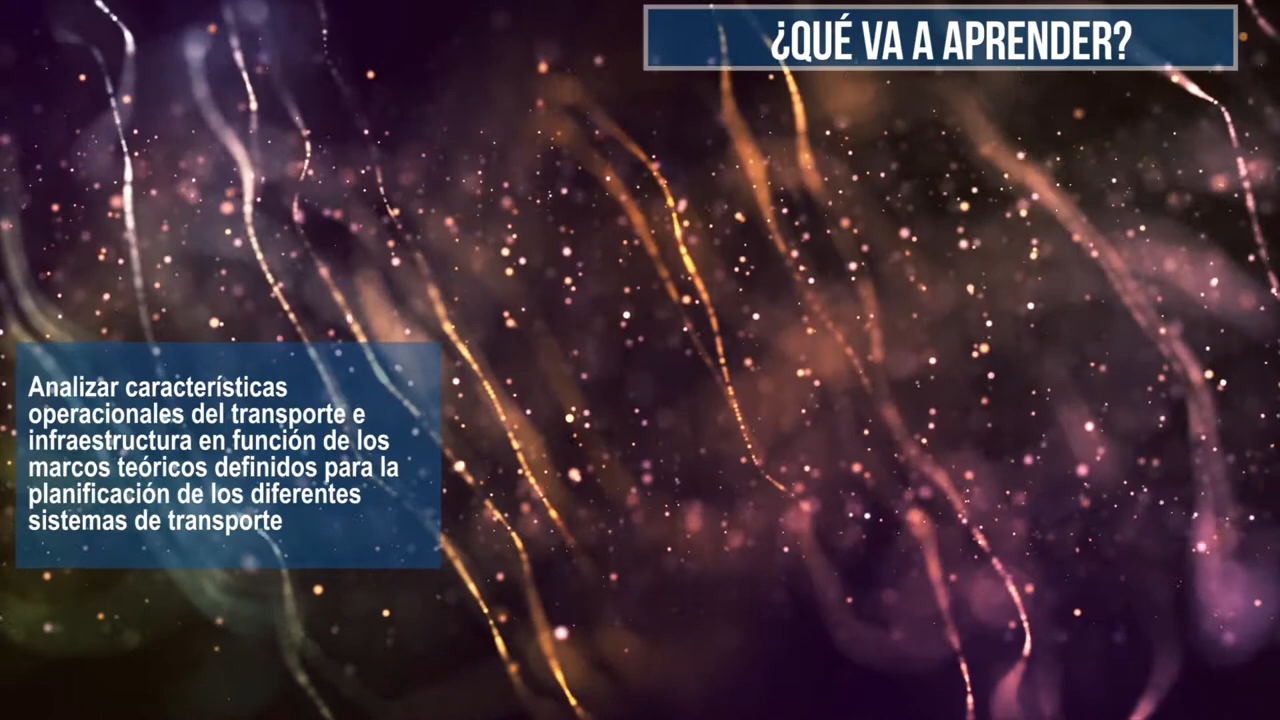 ¿QUÉ VA A APRENDER?
Analizar características
operacionales del transporte e
infraestructura en función de los
marcos teóricos definidos para la
planificación de los diferentes
sistemas de transporte